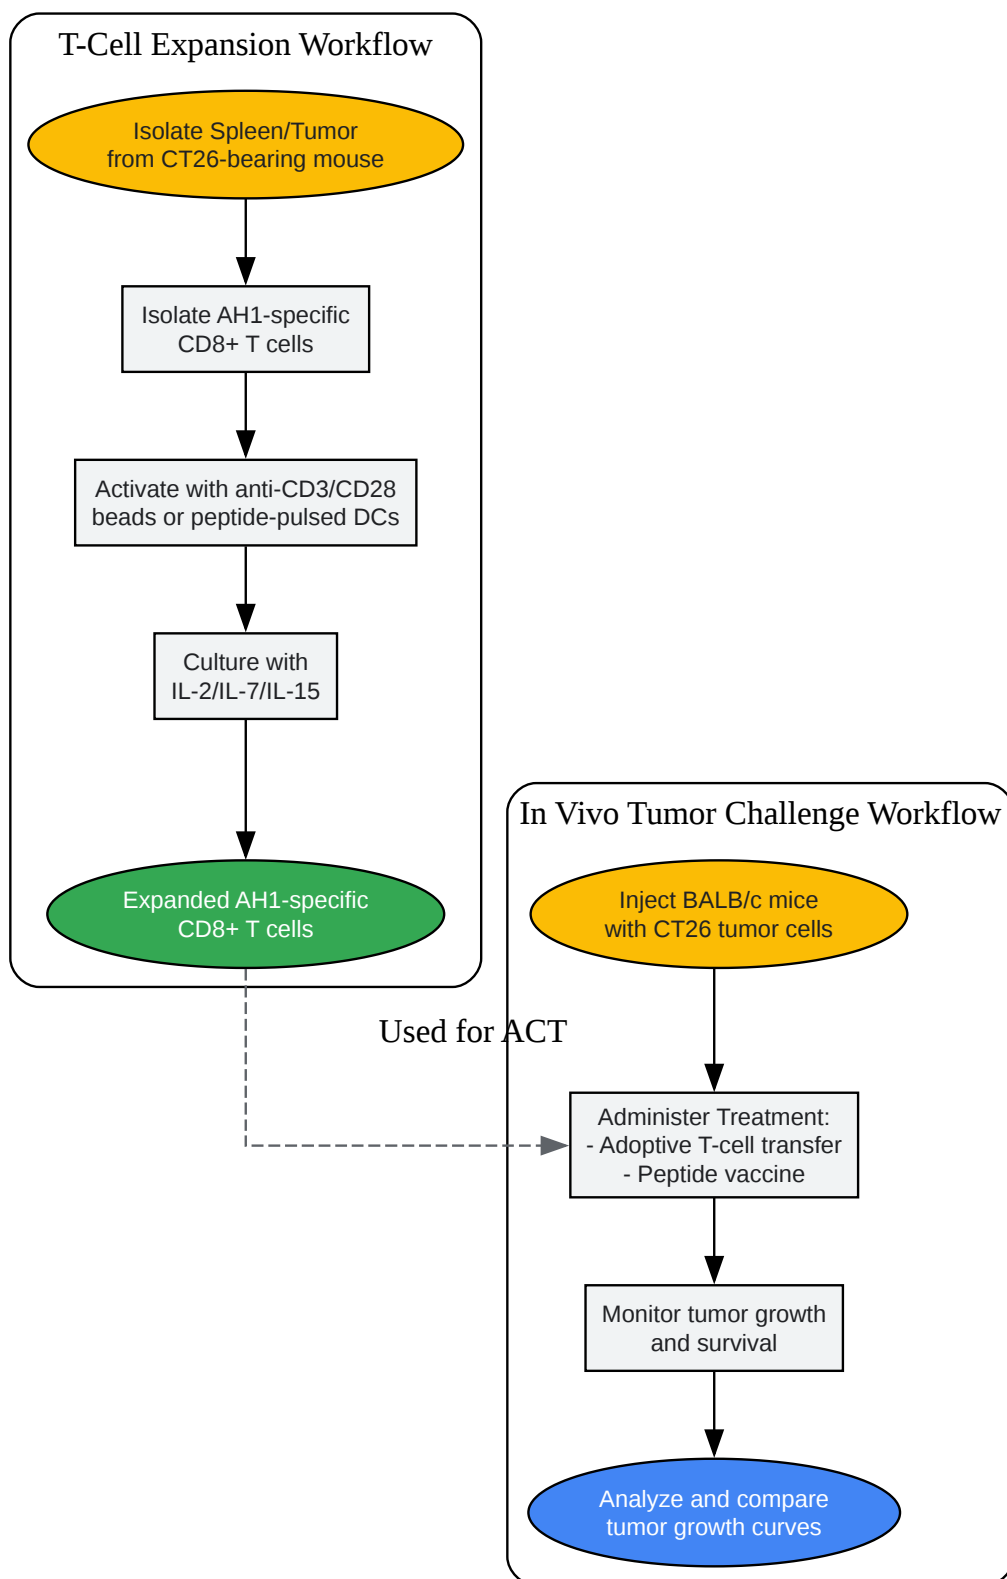 T-Cell Expansion Workflow
Isolate Spleen/Tumor
from CT26-bearing mouse
Isolate AH1-specific
CD8+ T cells
Activate with anti-CD3/CD28
beads or peptide-pulsed DCs
Culture with
IL-2/IL-7/IL-15
Expanded AH1-specific
CD8+ T cells
Used for ACT
In Vivo Tumor Challenge Workflow
Inject BALB/c mice
with CT26 tumor cells
Administer Treatment:
- Adoptive T-cell transfer
- Peptide vaccine
Monitor tumor growth
and survival
Analyze and compare
tumor growth curves